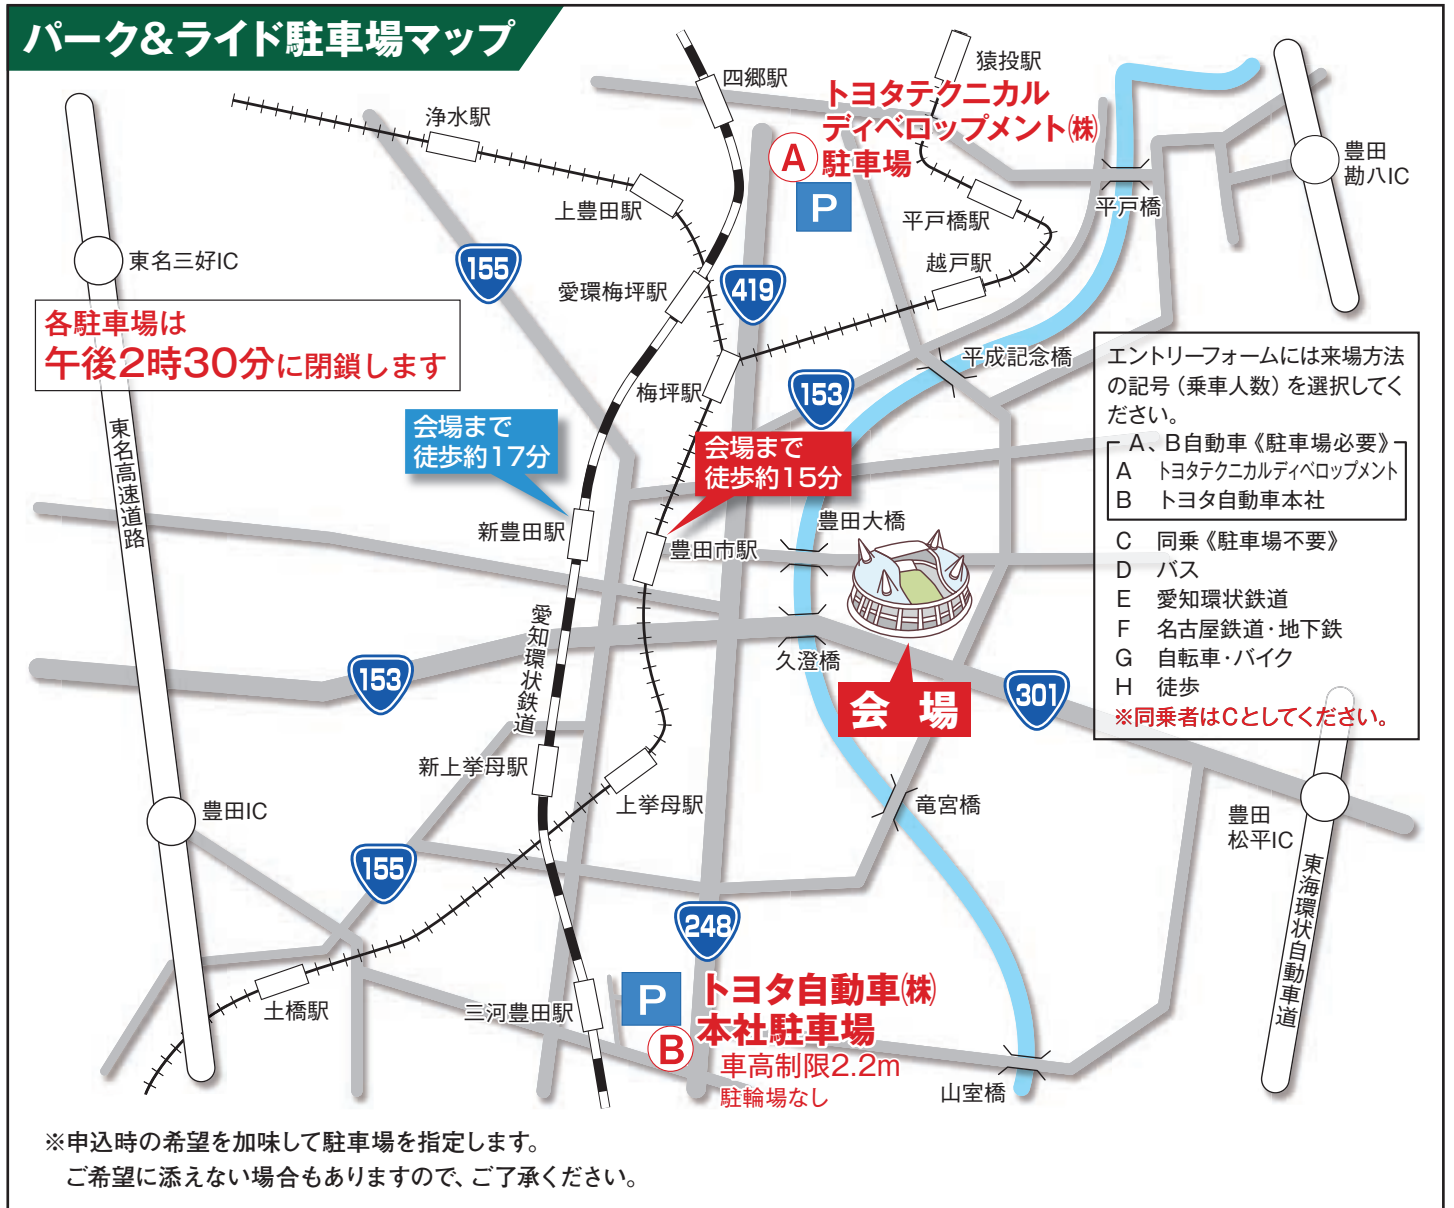 パーク&ライド駐車場マップ
四郷駅
猿投駅
トヨタテクニカル
ディベロップメント㈱
駐車場
A
P
浄水駅
上豊田駅
平戸橋駅
平戸橋
豊田
勘八IC
東名三好IC
155
愛環梅坪駅
419
越戸駅
各駐車場は
午後2時30分に閉鎖します
平成記念橋
梅坪駅
153
東名高速道路
会場まで
徒歩約17分
会場まで
徒歩約15分
新豊田駅
豊田市駅
豊田大橋
エントリーフォームには来場方法
の記号（乗車人数）を選択してく
ださい。
A、B自動車《駐車場必要》
A トヨタテクニカルディベロップメント
B トヨタ自動車本社
C 同乗《駐車場不要》
D バス
E 愛知環状鉄道
F 名古屋鉄道・地下鉄
G 自転車・バイク
H 徒歩
※同乗者はCとしてください。
愛知環状鉄道
久澄橋
153
会場
301
新上挙母駅
上挙母駅
竜宮橋
豊田IC
豊田
松平IC
155
248
東海環状自動車道
土橋駅
三河豊田駅
P
B
トヨタ自動車㈱
本社駐車場
車高制限2.2m
駐輪場なし
山室橋
※申込時の希望を加味して駐車場を指定します。
ご希望に添えない場合もありますので、ご了承ください。